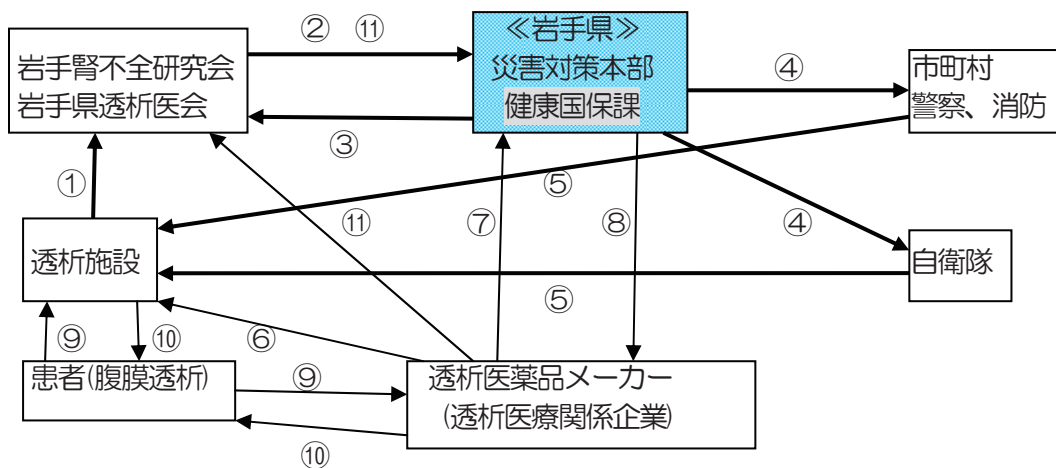 ② ⑪
≪岩手県≫
災害対策本部
健康国保課
岩手腎不全研究会
岩手県透析医会
④
市町村
警察、消防
③
①
⑤
⑪
⑦
⑧
④
透析施設
自衛隊
⑤
⑨
⑩
⑥
患者(腹膜透析)
⑨
透析医薬品メーカー
(透析医療関係企業)
⑩